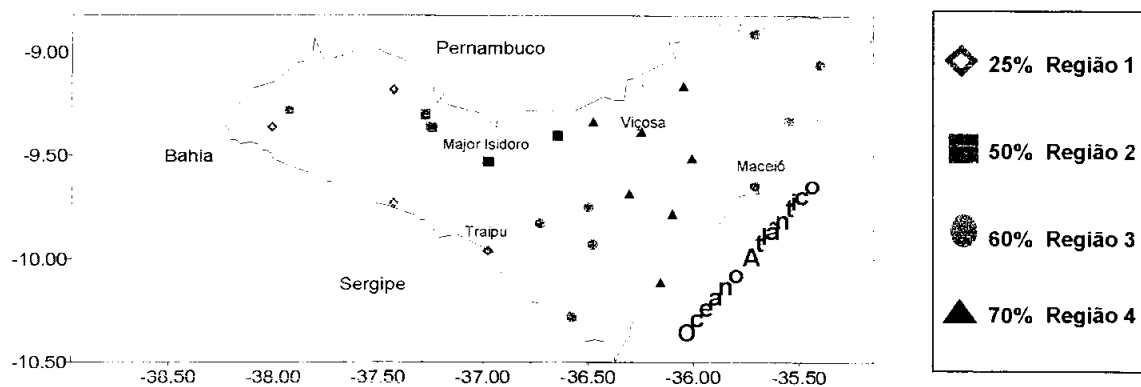 -9.00
-9.50
-10.00
-10.50
-38.50
-38.00
-37.50
-37.00
-36.50
-36.00
-35.50
Pernambuco
Bahia
Major Isidoro
Viçosa
Maceió
Traipu
Sergipe
Oceano Atlântico
25% Região 1
50% Região 2
60% Região 3
70% Região 4